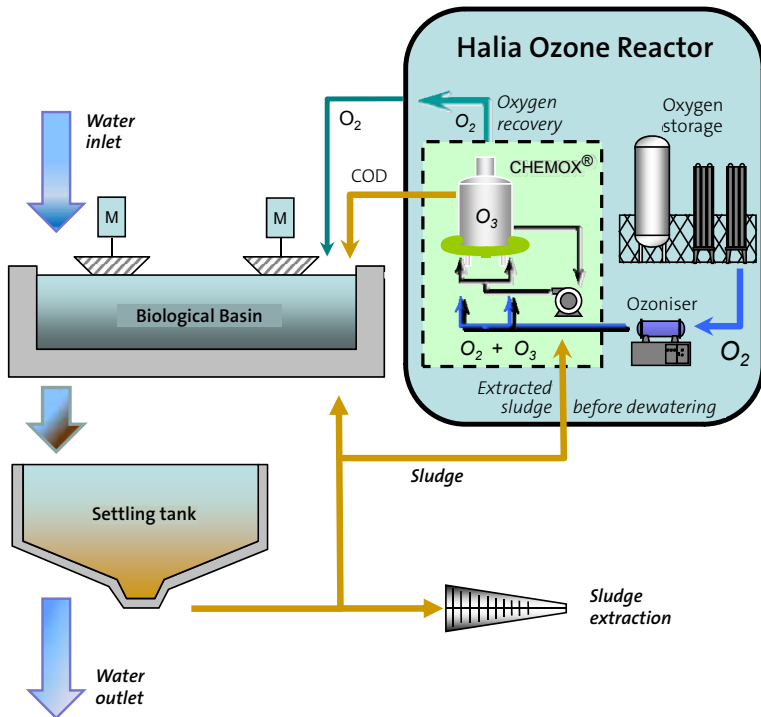 Halia Ozone Reactor
Water
inlet
O2
O2
Oxygen
recovery
Oxygen
storage
COD
CHEMOX®
M
M
O3
Biological Basin
Ozoniser
O2 + O3
O2
Extracted
sludge
before dewatering
Sludge
Settling tank
Sludge
extraction
Water
outlet